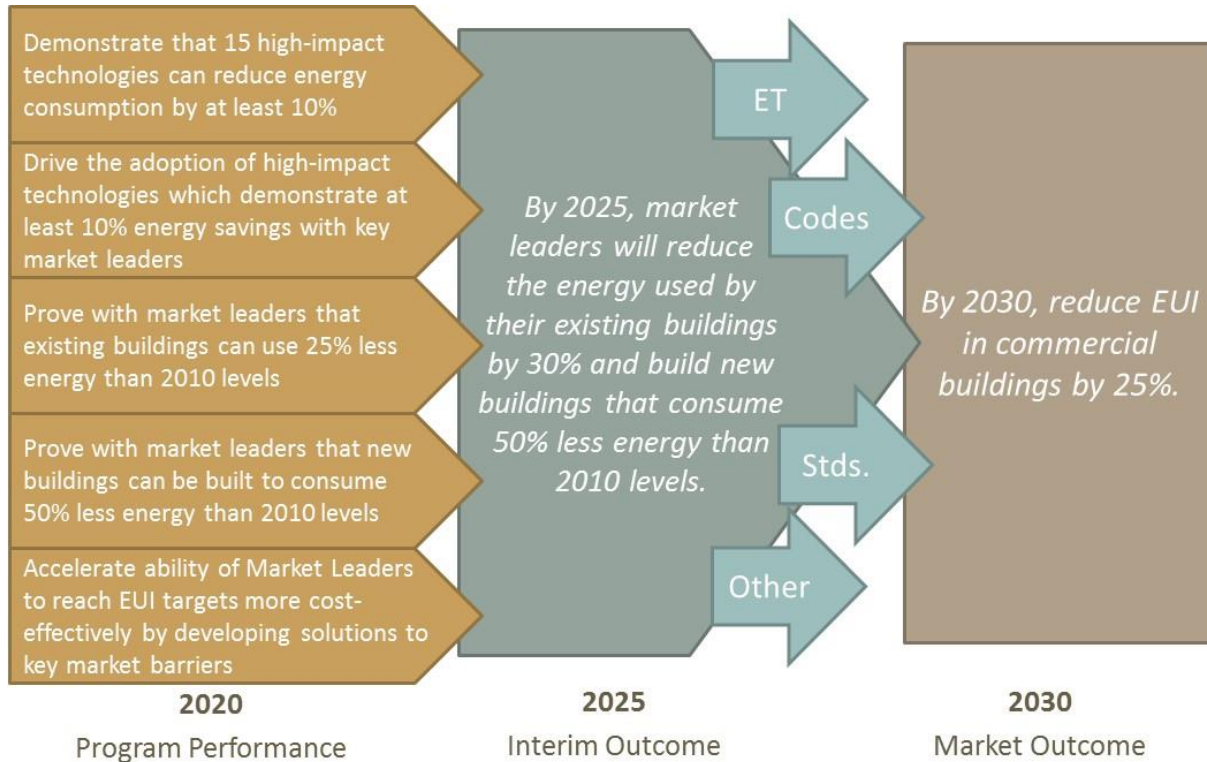 Demonstrate that 15 high-impact
technologies can reduce energy
consumption by at least 10%
Drive the adoption of high-impact
technologies which demonstrate at
least 10% energy savings with key
market leaders
Prove with market leaders that
existing buildings can use 25% less
energy than 2010 levels
Prove with market leaders that new
buildings can be built to consume
50% less energy than 2010 levels
Accelerate ability of Market Leaders
to reach EUI targets more cost-
effectively by developing solutions to
key market barriers
2020
Program Performance
By 2025, market
leaders will reduce
the energy used by
their existing buildings
by 30% and build new
buildings that consume
50% less energy than
2010 levels.
2025
Interim Outcome
ET
Codes
Stds.
Other
By 2030, reduce EUI
in commercial
buildings by 25%.
2030
Market Outcome